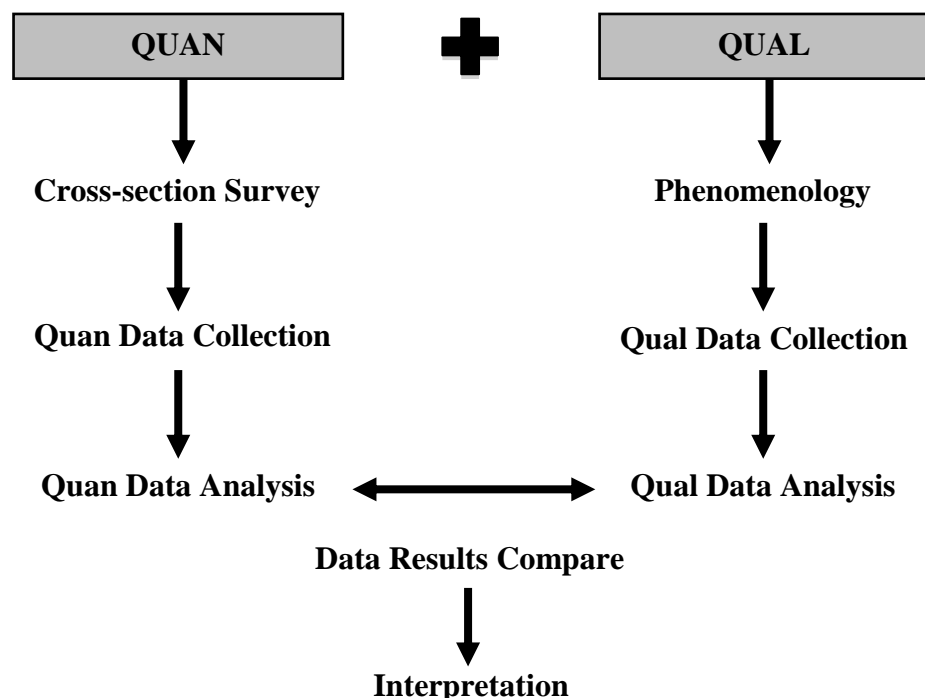 QUAN
QUAL
Cross-section Survey
Phenomenology
Quan Data Collection
Qual Data Collection
Quan Data Analysis
Qual Data Analysis
Data Results Compare
Interpretation